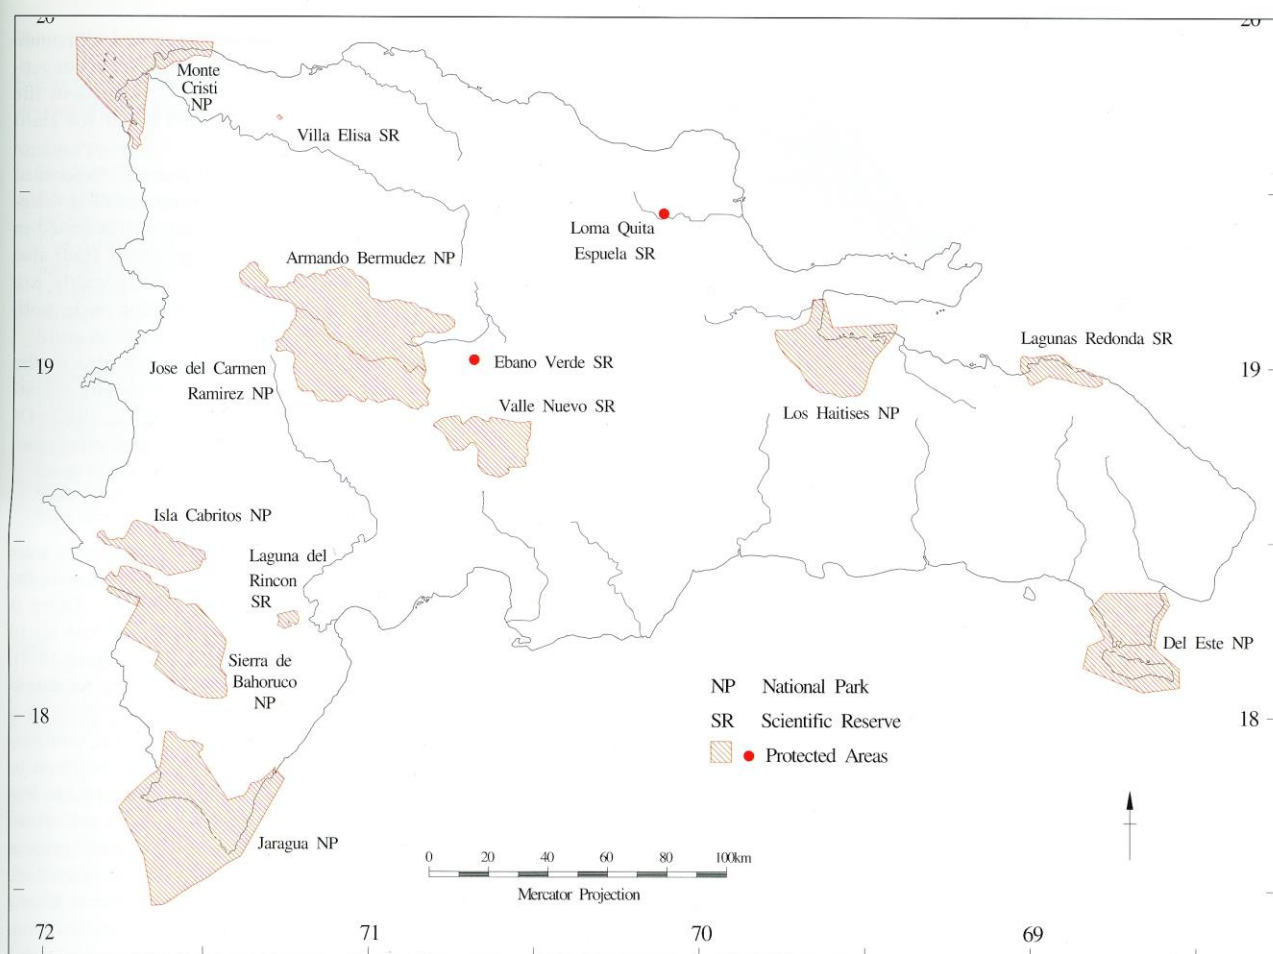 20
20
Monte
Cristi
NP
Villa Elisa SR
Loma Quita
Espuela SR
Armando Bermudez NP
19
Jose del Carmen
Ramirez NP
Ebano Verde SR
Valle Nuevo SR
Lagunas Redonda SR
19
Los Haitises NP
Isla Cabritos NP
Laguna del
Rincon
SR
Sierra de
Bahoruco
NP
Del Este NP
18
NP National Park
SR Scientific Reserve
Protected Areas
18
Jaragua NP
0 20 40 60 80 100km
Mercator Projection
72 71 70 69